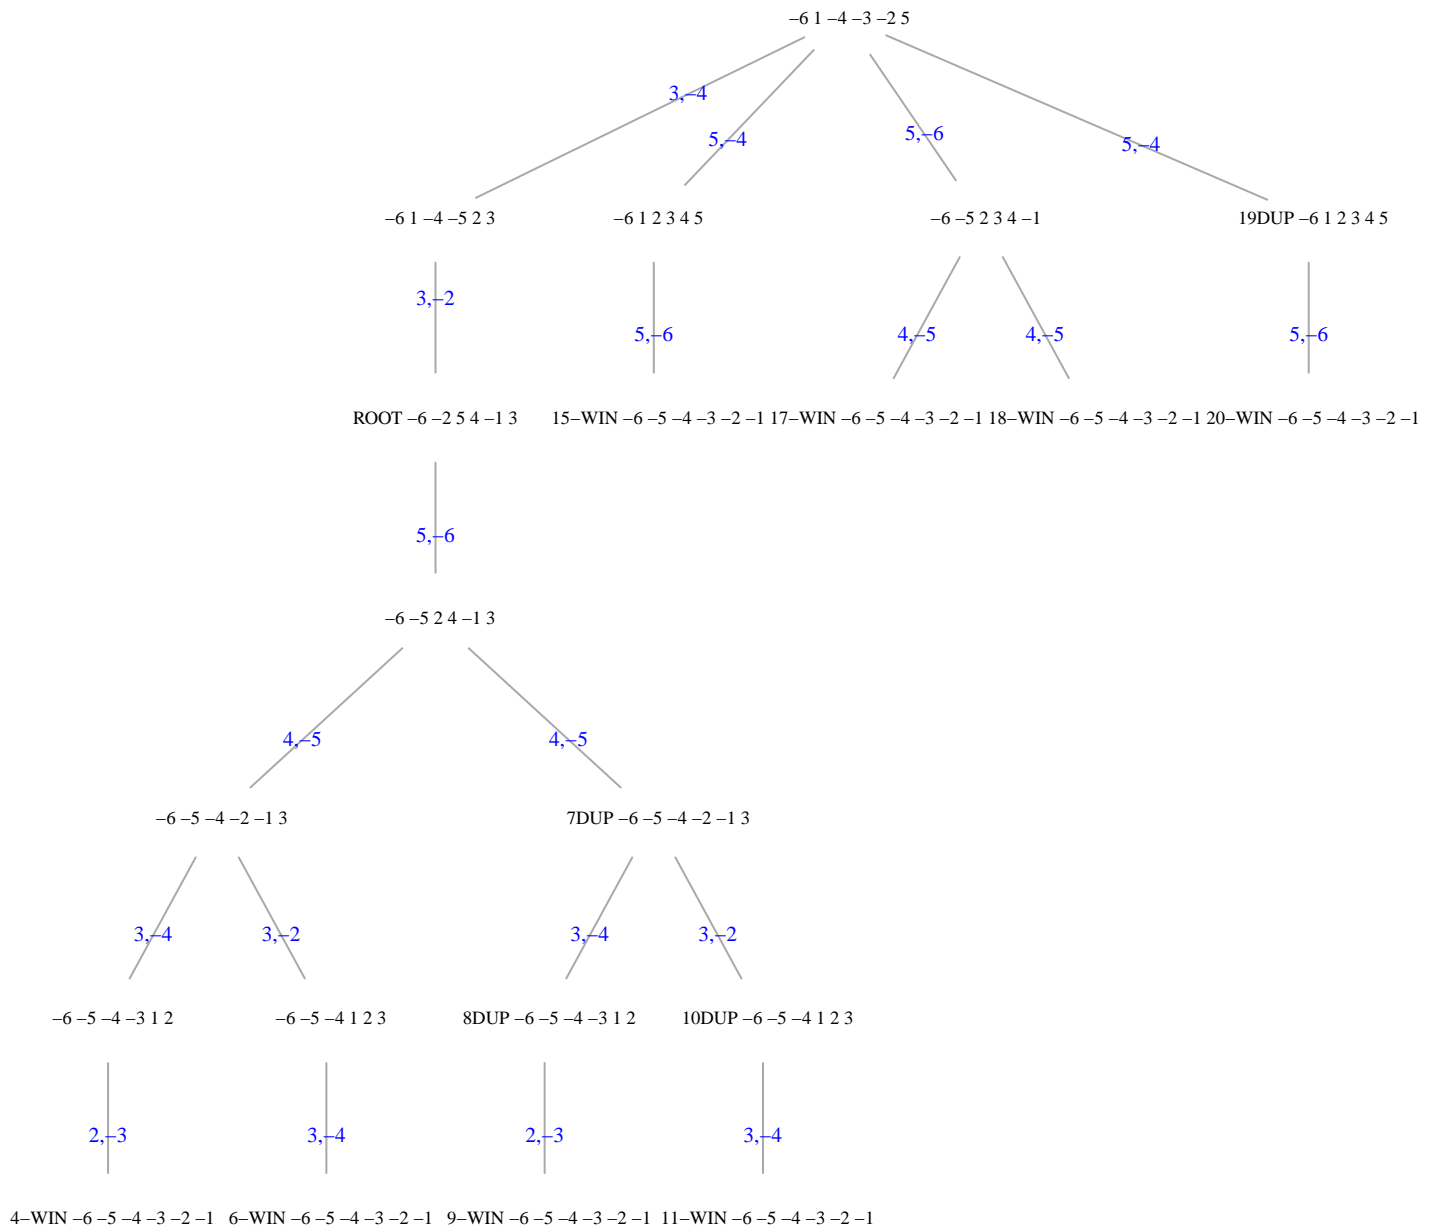 –6 1 –4 –3 –2 5
3,–4
5,–4
5,–6
5,–4
–6 1 –4 –5 2 3
–6 1 2 3 4 5
–6 –5 2 3 4 –1
19DUP –6 1 2 3 4 5
3,–2
5,–6
4,–5
4,–5
5,–6
ROOT –6 –2 5 4 –1 3
15–WIN –6 –5 –4 –3 –2 –1
17–WIN –6 –5 –4 –3 –2 –1
18–WIN –6 –5 –4 –3 –2 –1
20–WIN –6 –5 –4 –3 –2 –1
5,–6
–6 –5 2 4 –1 3
4,–5
4,–5
–6 –5 –4 –2 –1 3
7DUP –6 –5 –4 –2 –1 3
3,–4
3,–2
3,–4
3,–2
–6 –5 –4 –3 1 2
–6 –5 –4 1 2 3
8DUP –6 –5 –4 –3 1 2
10DUP –6 –5 –4 1 2 3
2,–3
3,–4
2,–3
3,–4
4–WIN –6 –5 –4 –3 –2 –1
6–WIN –6 –5 –4 –3 –2 –1
9–WIN –6 –5 –4 –3 –2 –1
11–WIN –6 –5 –4 –3 –2 –1